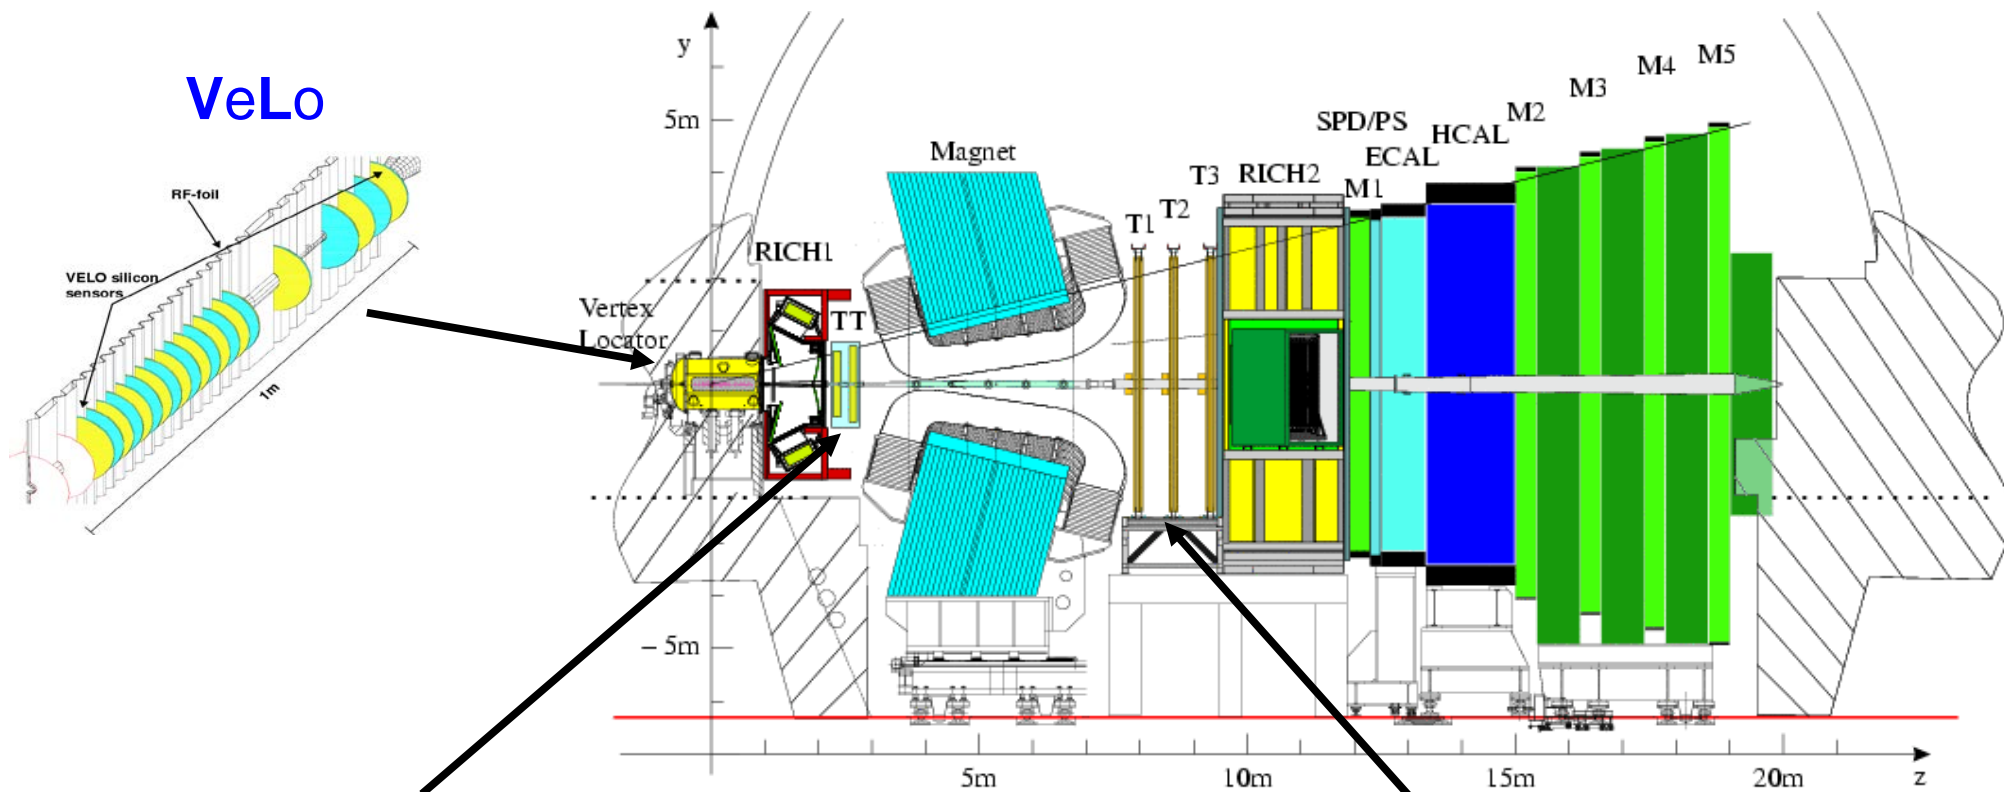 VeLo
RF-foil
VELO silicon
sensors
1m
y
5m
– 5m
Vertex
Locator
RICH1
TT
Magnet
T1
T2
T3
RICH2
M1
SPD/PS
ECAL
HCAL
M2
M3
M4
M5
5m
10m
15m
20m
z